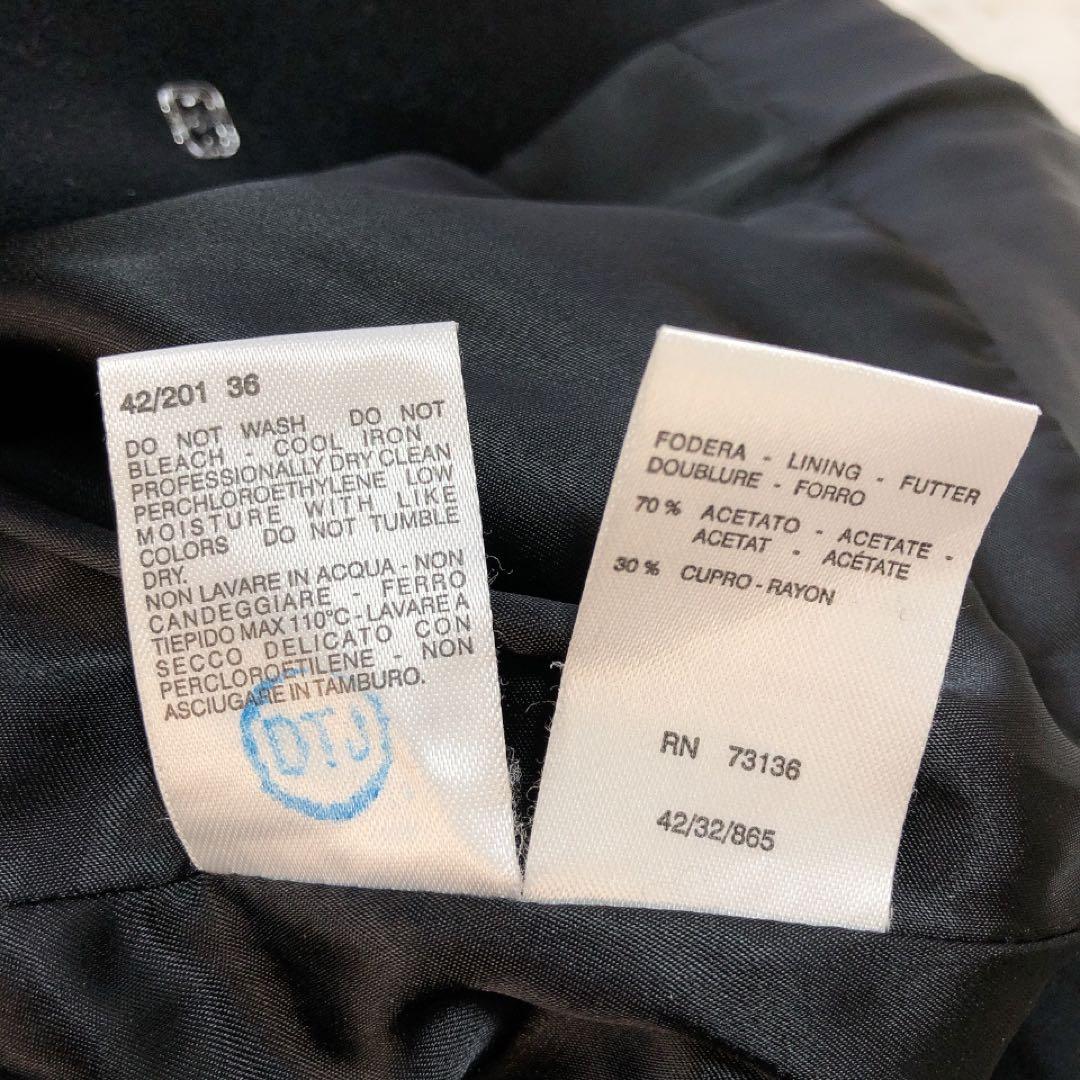 42/201 36
DO NOT WASH DO NOT
BLEACH - COOL IRON
PROFESSIONALLY DRY CLEAN
PERCHLOROETHYLENE LOW
MOISTURE WITH LIKE
COLORS DO NOT TUMBLE
DRY.
NON LAVARE IN ACQUA - NON
CANDEGGIARE - FERRO
TIEPIDO MAX 110°C - LAVARE A
SECCO DELICATO CON
PERCLOROETILENE - NON
ASCIUGARE IN TAMBURO.
DTJ
FODERA - LINING - FUTTER
DOUBLURE - FORRO
70 % ACETATO - ACETATE -
ACETAT - ACÉTATE
30 % CUPRO - RAYON
RN 73136
42/32/865